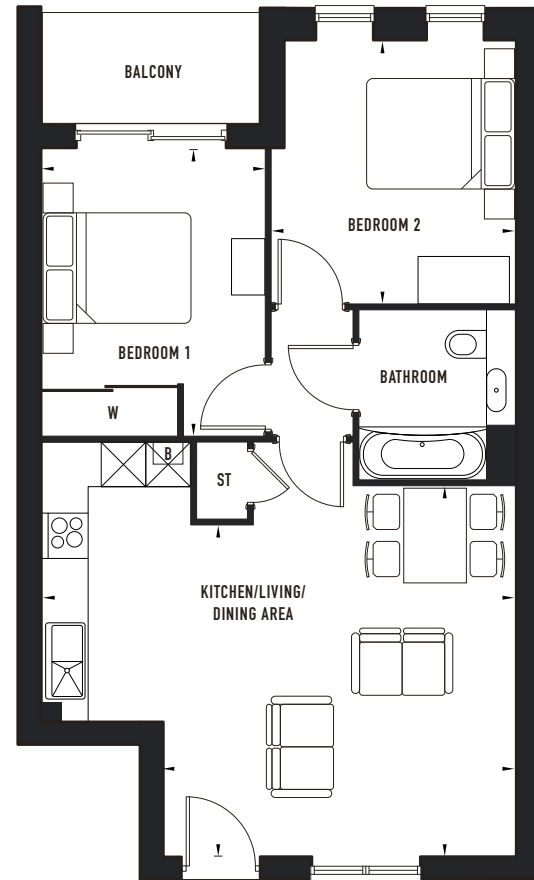 BALCONY
BEDROOM 2
BEDROOM 1
BATHROOM
W
B
ST
KITCHEN/LIVING/
DINING AREA